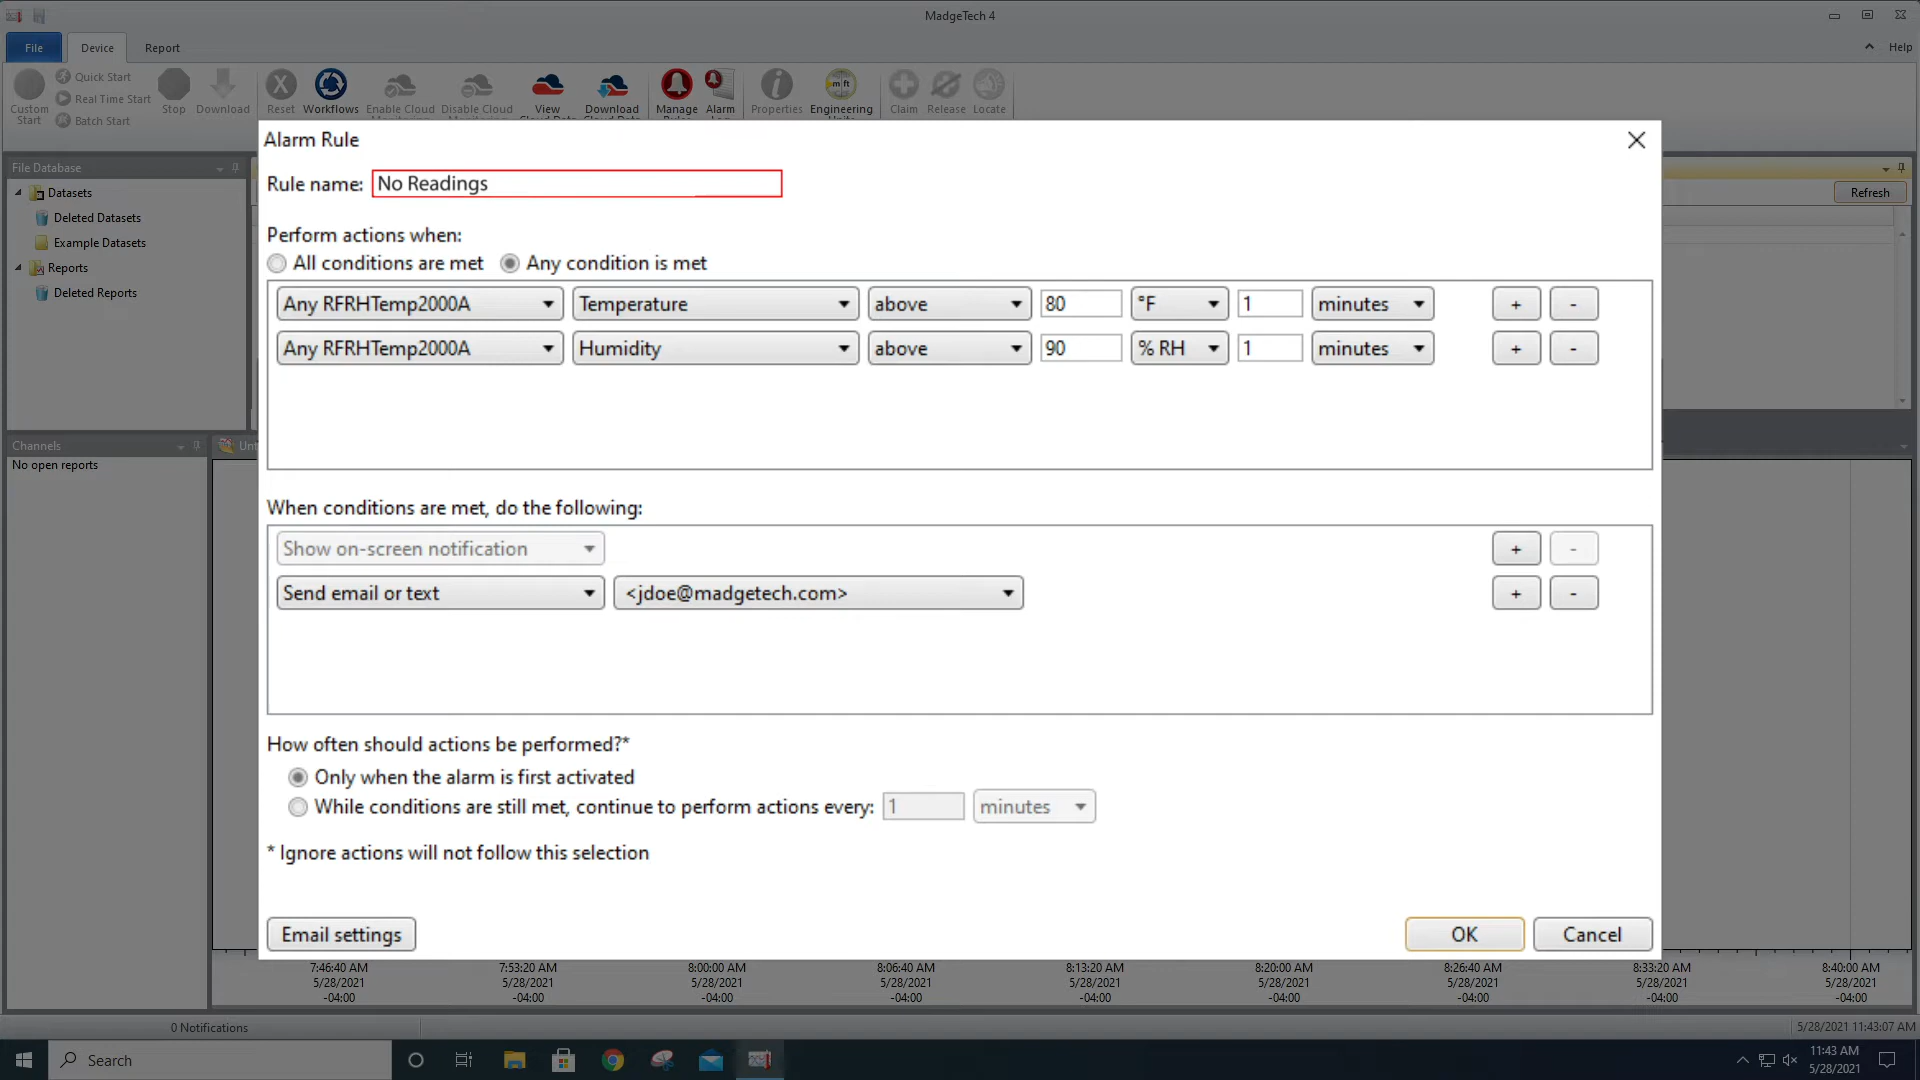 MadgeTech 4
File
Device
Report
Help
Custom Start
Quick Start
Real Time Start
Batch Start
Stop
Download
Reset
Workflows
Enable Cloud
Disable Cloud
View
Download
Manage
Alarm
Properties
Engineering
Claim
Release
Locate
Alarm Rule
Rule name: No Readings
Perform actions when:
All conditions are met Any condition is met
Any RFRHTemp2000A Temperature above 80 °F 1 minutes + -
Any RFRHTemp2000A Humidity above 90 % RH 1 minutes + -
When conditions are met, do the following:
Show on-screen notification + -
Send email or text <jdoe@madgetech.com> + -
How often should actions be performed?*
Only when the alarm is first activated
While conditions are still met, continue to perform actions every: 1 minutes
* Ignore actions will not follow this selection
Email settings OK Cancel
File Database
Datasets
Deleted Datasets
Example Datasets
Reports
Deleted Reports
Refresh
Channels
No open reports
7:46:40 AM 7:53:20 AM 8:00:00 AM 8:06:40 AM 8:13:20 AM 8:20:00 AM 8:26:40 AM 8:33:20 AM 8:40:00 AM
5/28/2021 5/28/2021 5/28/2021 5/28/2021 5/28/2021 5/28/2021 5/28/2021 5/28/2021 5/28/2021
-04:00 -04:00 -04:00 -04:00 -04:00 -04:00 -04:00 -04:00 -04:00
0 Notifications
5/28/2021 11:43:07 AM
Search
11:43 AM
5/28/2021